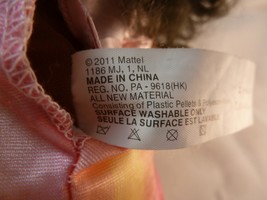 © 2011 Mattel
1186 MJ, 1, NL
MADE IN CHINA
REG. NO. PA - 9618(HK)
ALL NEW MATERIAL
Consisting of Plastic Pellets &
SURFACE WASHABLE ONLY
SEULE LA SURFACE EST LAVABLE